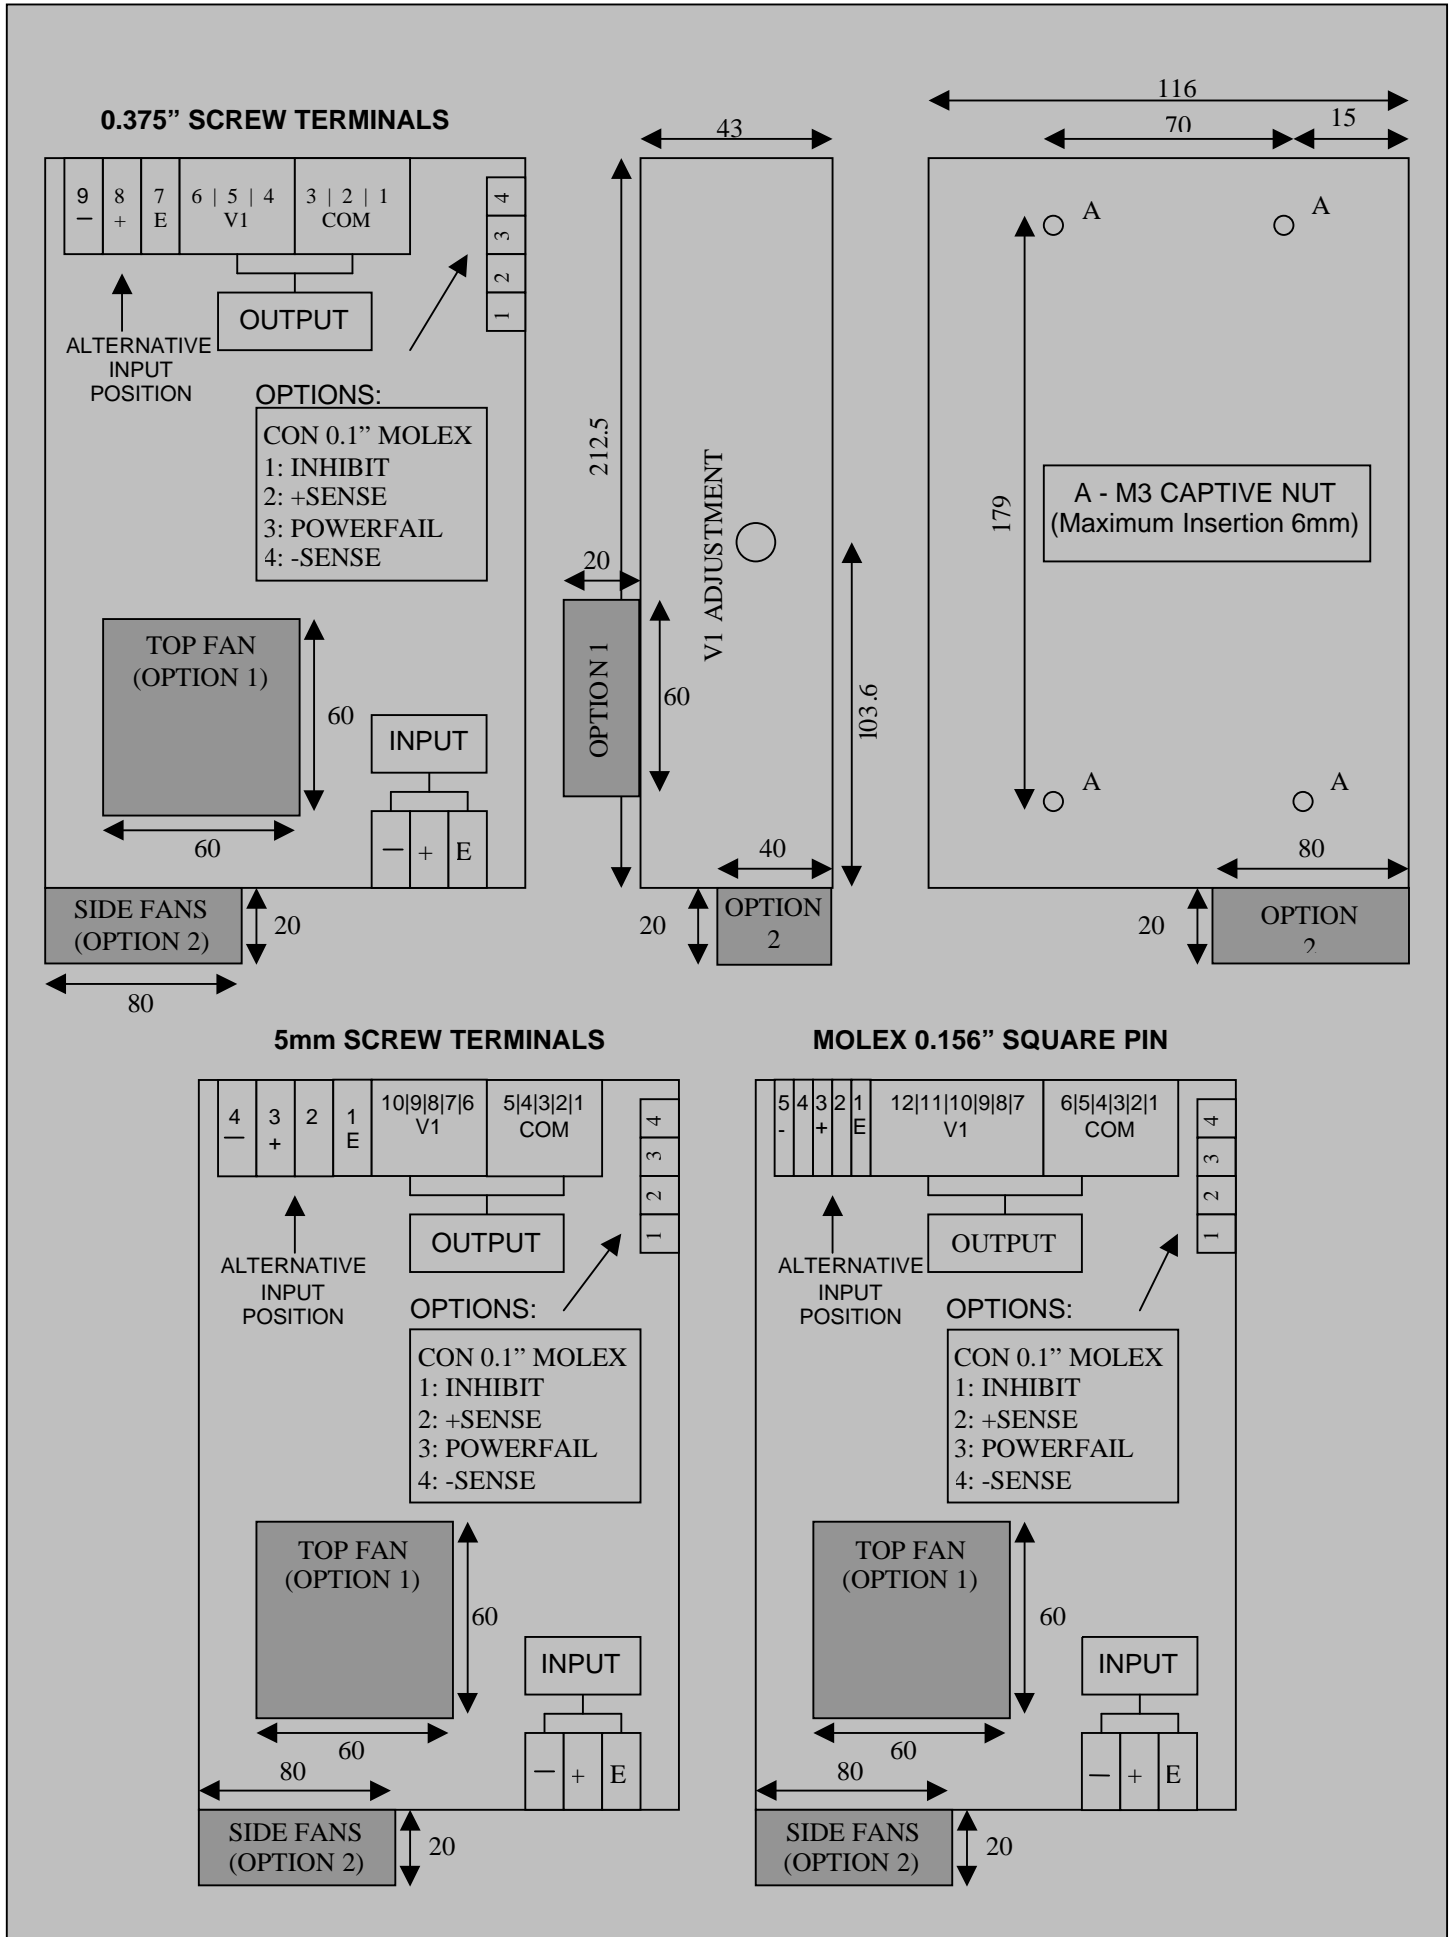 0.375” SCREW TERMINALS
9 8 7 6 | 5 | 4 3 | 2 | 1
— + E V1 COM
4
3
2
1
OUTPUT
ALTERNATIVE
INPUT
POSITION
OPTIONS:
CON 0.1” MOLEX
1: INHIBIT
2: +SENSE
3: POWERFAIL
4: -SENSE
TOP FAN
(OPTION 1)
60
60
INPUT
— + E
SIDE FANS
(OPTION 2)
20
80
43
212.5
V1 ADJUSTMENT
20
OPTION 1
60
103.6
40
20
OPTION
2
116
70
15
A
A
179
A - M3 CAPTIVE NUT
(Maximum Insertion 6mm)
A
A
80
20
OPTION
2
5mm SCREW TERMINALS
4 3 2 1 10|9|8|7|6 5|4|3|2|1
— + E V1 COM
4
3
2
1
OUTPUT
ALTERNATIVE
INPUT
POSITION
OPTIONS:
CON 0.1” MOLEX
1: INHIBIT
2: +SENSE
3: POWERFAIL
4: -SENSE
TOP FAN
(OPTION 1)
60
60
INPUT
— + E
80
SIDE FANS
(OPTION 2)
20
MOLEX 0.156” SQUARE PIN
5 4 3 2 1 12|11|10|9|8|7 6|5|4|3|2|1
- + E V1 COM
4
3
2
1
OUTPUT
ALTERNATIVE
INPUT
POSITION
OPTIONS:
CON 0.1” MOLEX
1: INHIBIT
2: +SENSE
3: POWERFAIL
4: -SENSE
TOP FAN
(OPTION 1)
60
60
INPUT
— + E
80
SIDE FANS
(OPTION 2)
20